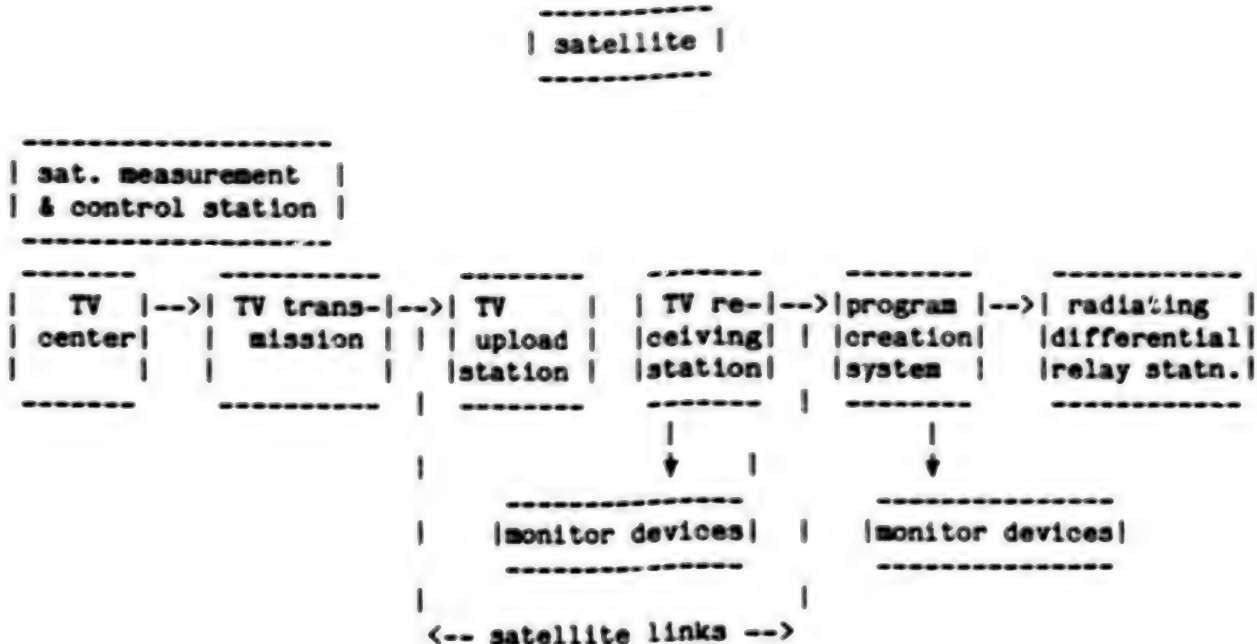 satellite
sat. measurement
& control station
TV -->| TV trans- -->| TV | TV re- -->|program -->| radiating
center mission upload ceiving creation differential
station station system relay statn.
monitor devices monitor devices
<-- satellite links -->